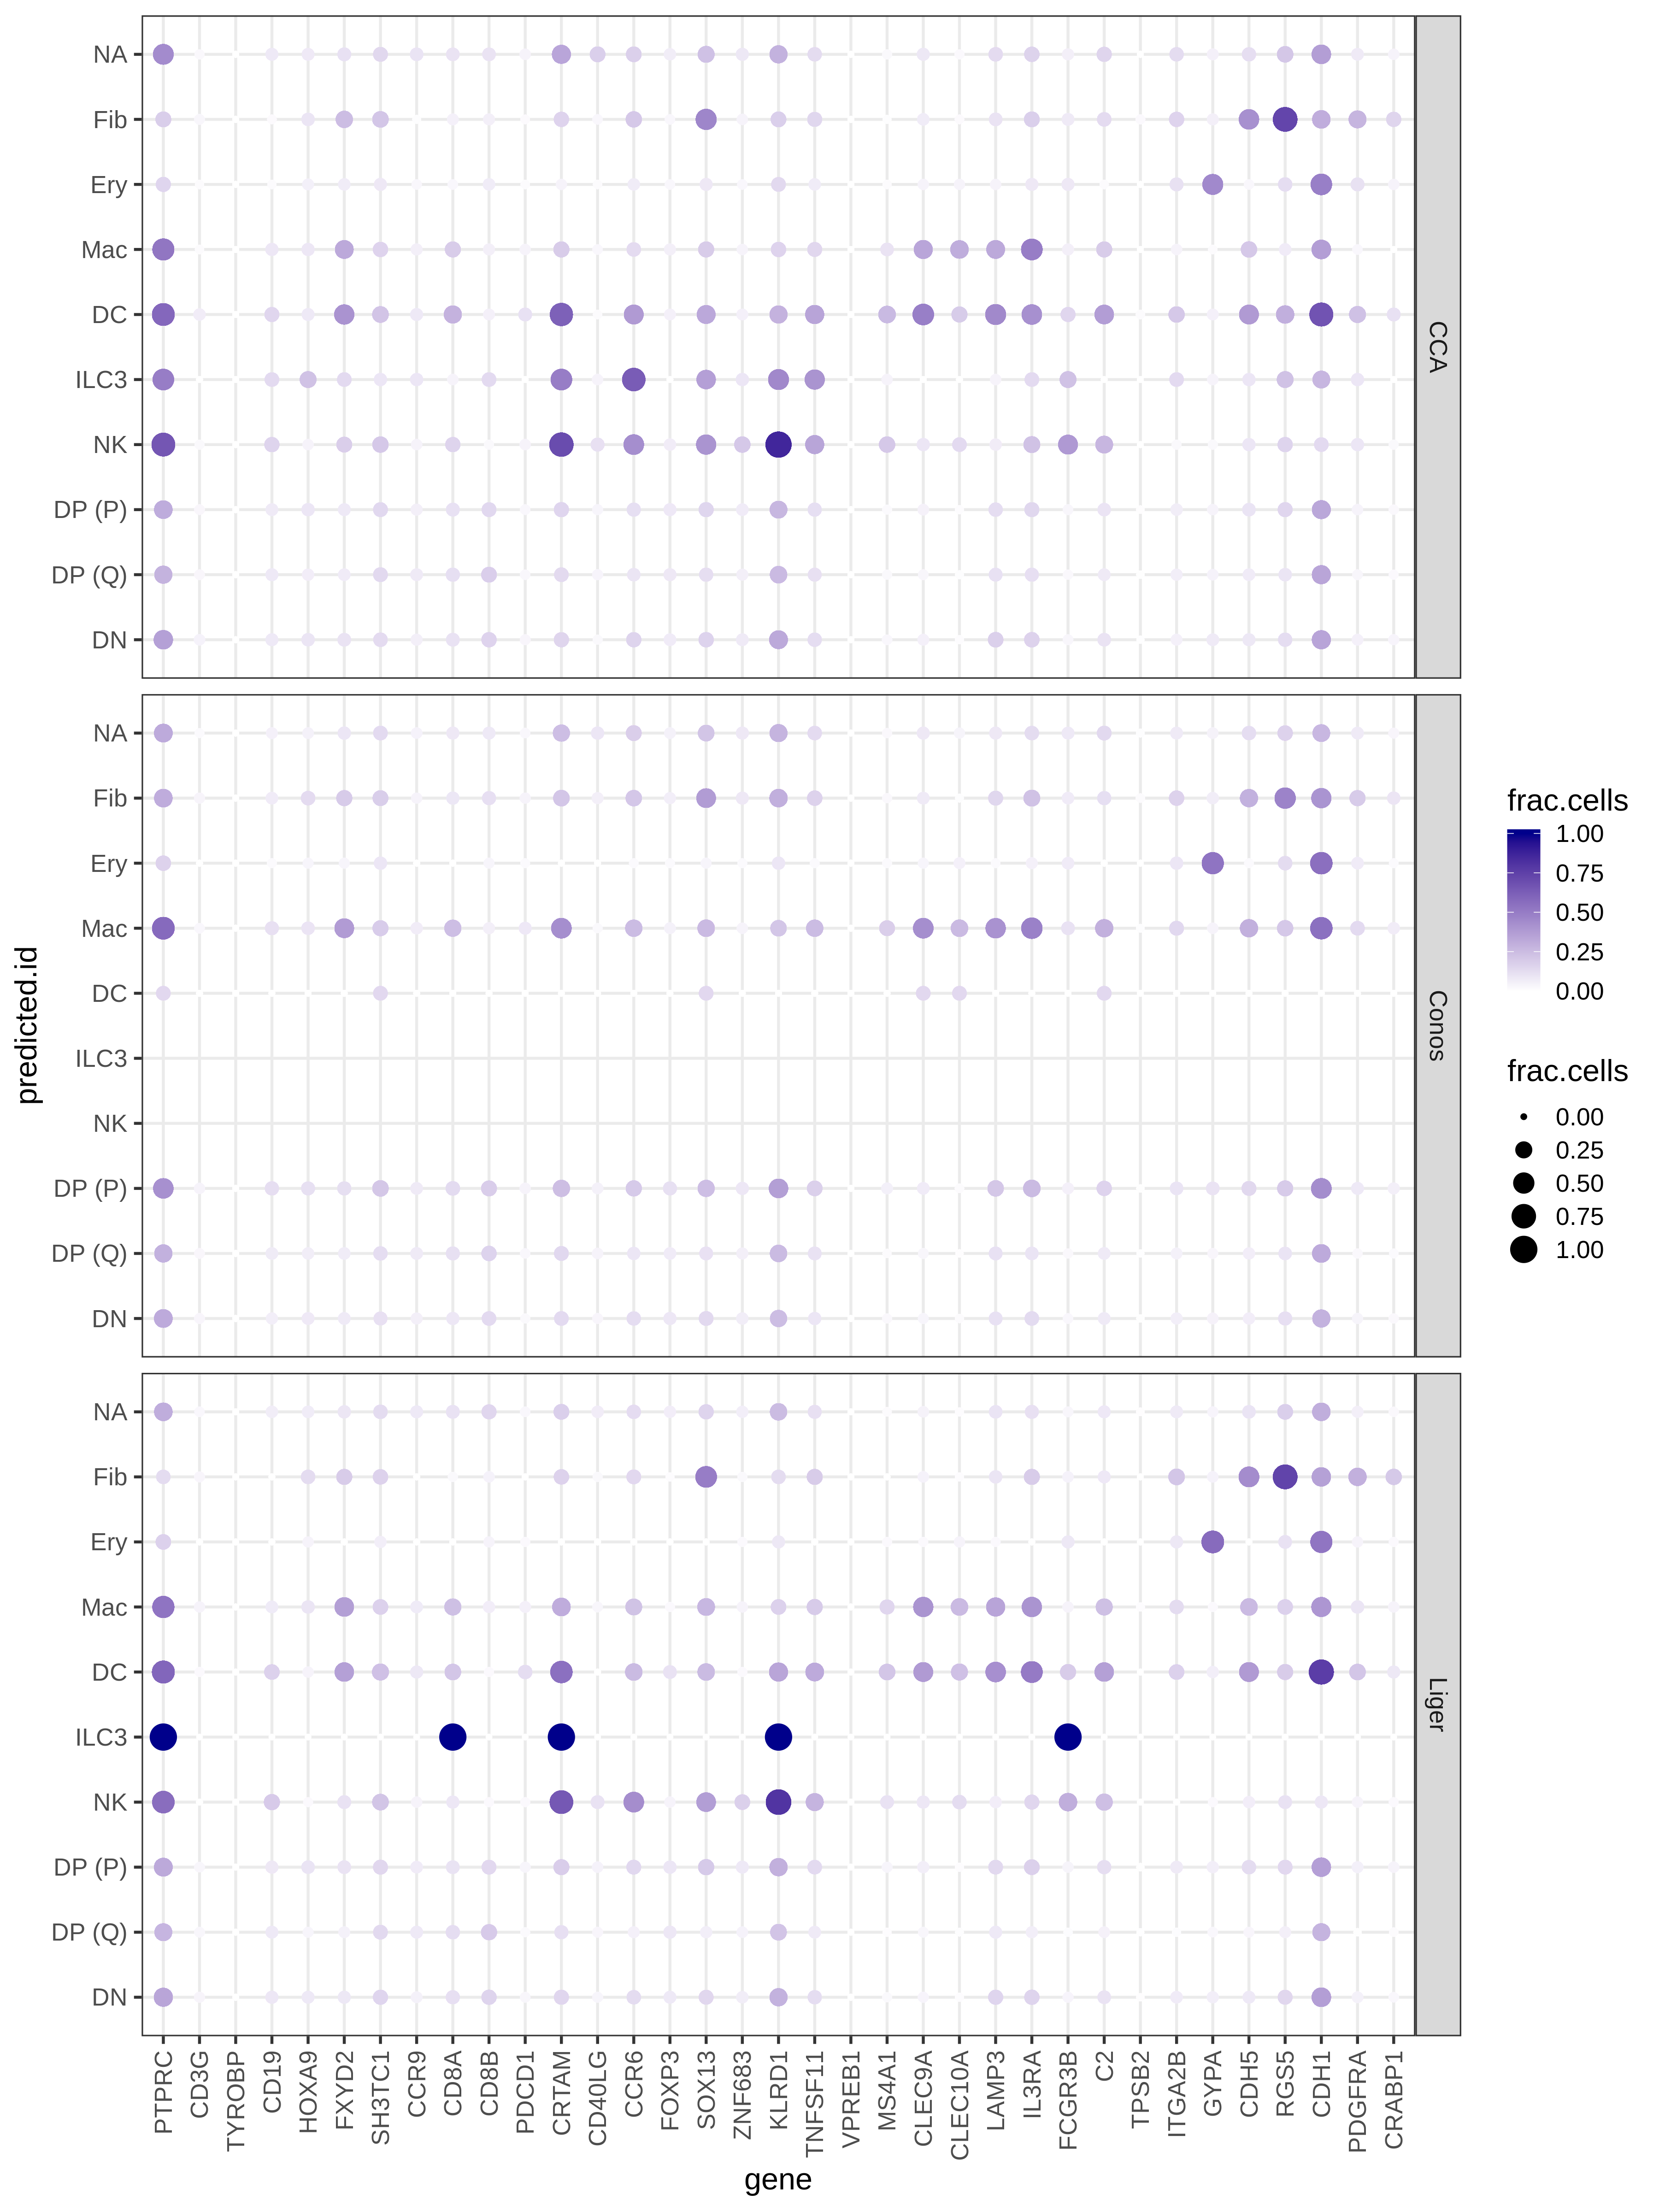 predicted.id
NA
Fib
Ery
Mac
DC
ILC3
NK
DP (P)
DP (Q)
DN
CCA
NA
Fib
Ery
Mac
DC
ILC3
NK
DP (P)
DP (Q)
DN
Conos
NA
Fib
Ery
Mac
DC
ILC3
NK
DP (P)
DP (Q)
DN
Liger
PTPRC
CD3G
TYROBP
CD19
HOXA9
FXYD2
SH3TC1
CCR9
CD8A
CD8B
PDCD1
CRTAM
CD40LG
CCR6
FOXP3
SOX13
ZNF683
KLRD1
TNFSF11
VPREB1
MS4A1
CLEC9A
CLEC10A
LAMP3
IL3RA
FCGR3B
C2
TPSB2
ITGA2B
GYPA
CDH5
RGS5
CDH1
PDGFRA
CRABP1
gene
frac.cells
1.00
0.75
0.50
0.25
0.00
frac.cells
0.00
0.25
0.50
0.75
1.00